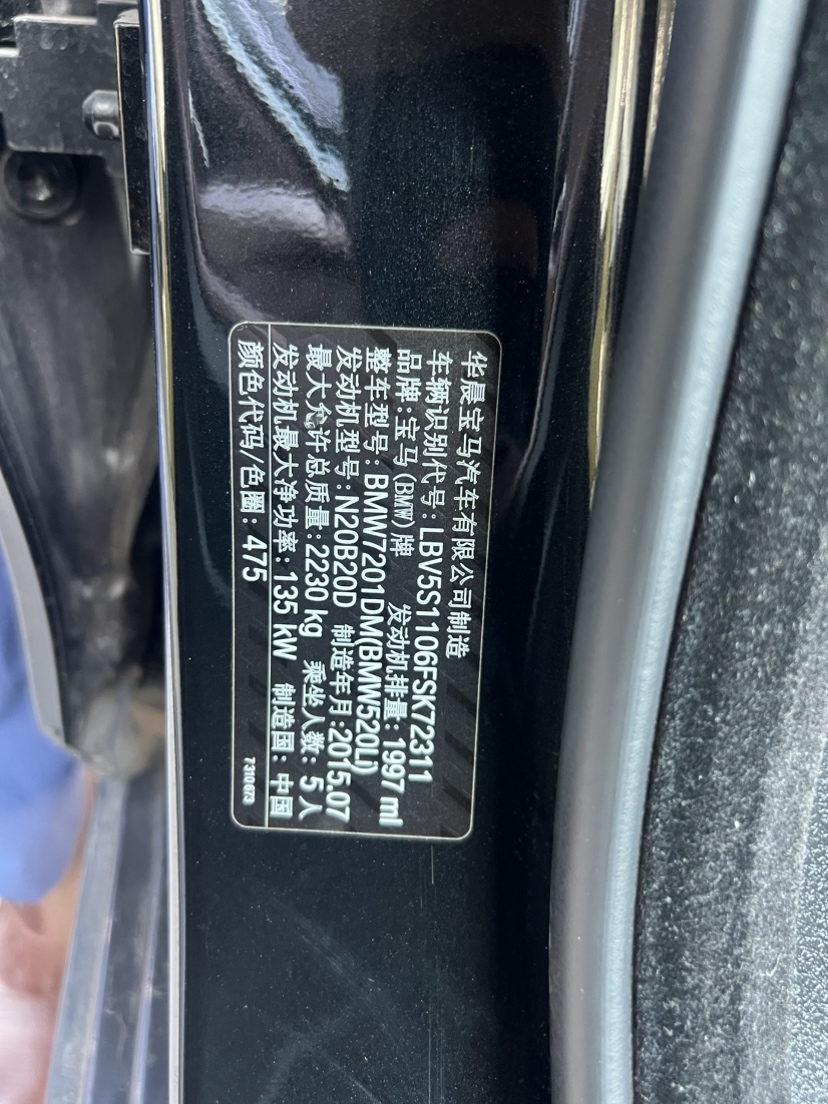 华晨宝马汽车有限公司制造
车辆识别代号:LBV5S1106FSK72311
品牌:宝马(BMW)牌 发动机排量:1997 ml
整车型号:BMW7201DM(BMW520Li)
发动机型号:N20B20D 制造年月:2015.07
最大允许总质量:2230 kg 乘坐人数:5人
发动机最大净功率:135 kW 制造国:中国
颜色代码/色圈:475
7310673